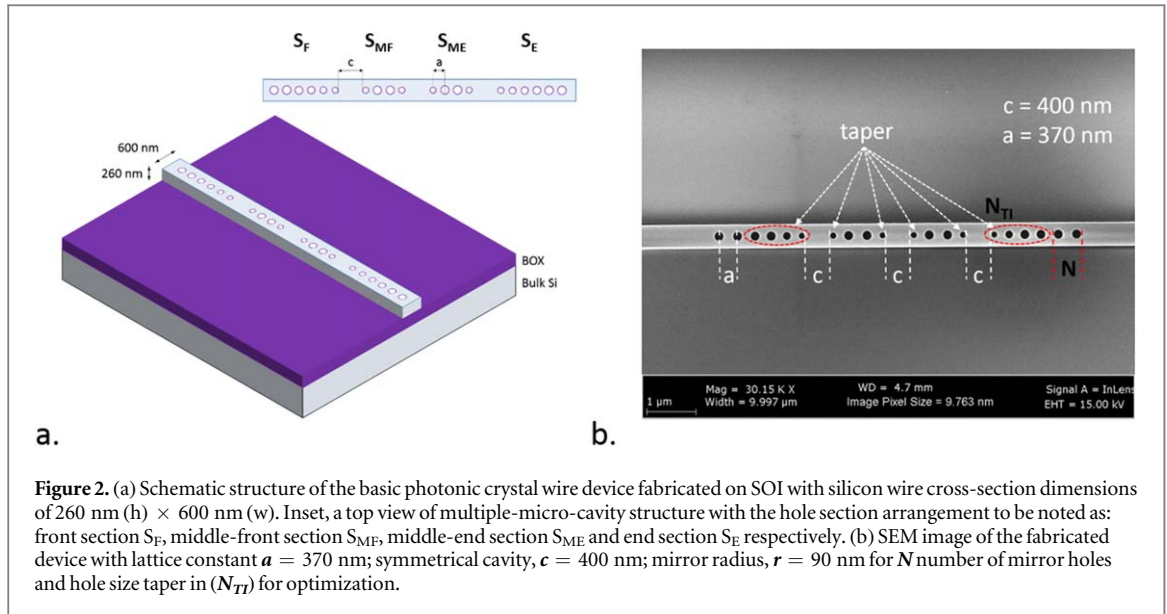 S_F S_MF S_ME S_E
c a
600 nm
260 nm
BOX
Bulk Si
a.
c = 400 nm
a = 370 nm
taper
N_TI
a c c c N
1 μm
Mag = 30.15 K X
Width = 9.997 μm
WD = 4.7 mm
Image Pixel Size = 9.763 nm
Signal A = InLens
EHT = 15.00 kV
b.
Figure 2. (a) Schematic structure of the basic photonic crystal wire device fabricated on SOI with silicon wire cross-section dimensions
of 260 nm (h) × 600 nm (w). Inset, a top view of multiple-micro-cavity structure with the hole section arrangement to be noted as:
front section S_F, middle-front section S_MF, middle-end section S_ME and end section S_E respectively. (b) SEM image of the fabricated
device with lattice constant a = 370 nm; symmetrical cavity, c = 400 nm; mirror radius, r = 90 nm for N number of mirror holes
and hole size taper in (N_TI) for optimization.